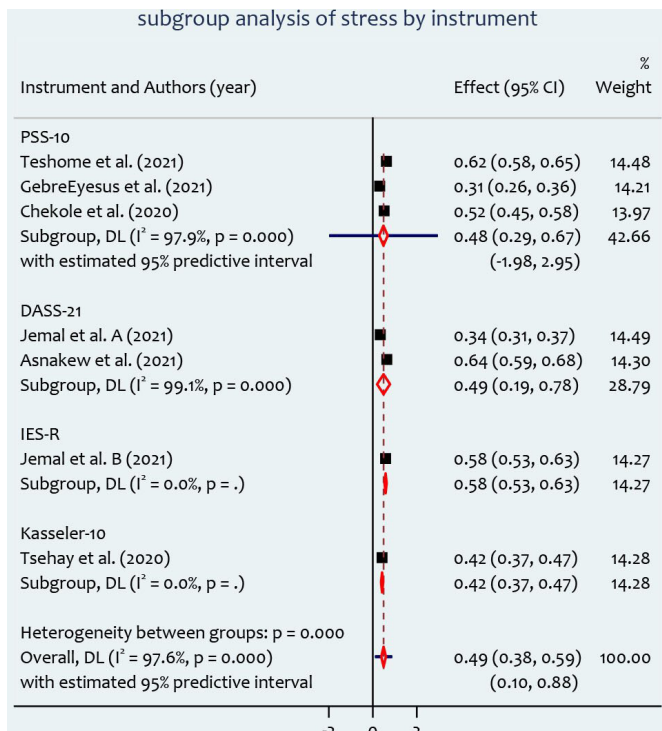 subgroup analysis of stress by instrument
%
Instrument and Authors (year) Effect (95% CI) Weight
PSS-10
Teshome et al. (2021) 0.62 (0.58, 0.65) 14.48
GebreEyesus et al. (2021) 0.31 (0.26, 0.36) 14.21
Chekole et al. (2020) 0.52 (0.45, 0.58) 13.97
Subgroup, DL (I² = 97.9%, p = 0.000) 0.48 (0.29, 0.67) 42.66
with estimated 95% predictive interval (-1.98, 2.95)
DASS-21
Jemal et al. A (2021) 0.34 (0.31, 0.37) 14.49
Asnakew et al. (2021) 0.64 (0.59, 0.68) 14.30
Subgroup, DL (I² = 99.1%, p = 0.000) 0.49 (0.19, 0.78) 28.79
IES-R
Jemal et al. B (2021) 0.58 (0.53, 0.63) 14.27
Subgroup, DL (I² = 0.0%, p = .) 0.58 (0.53, 0.63) 14.27
Kasseler-10
Tsehay et al. (2020) 0.42 (0.37, 0.47) 14.28
Subgroup, DL (I² = 0.0%, p = .) 0.42 (0.37, 0.47) 14.28
Heterogeneity between groups: p = 0.000
Overall, DL (I² = 97.6%, p = 0.000) 0.49 (0.38, 0.59) 100.00
with estimated 95% predictive interval (0.10, 0.88)
0